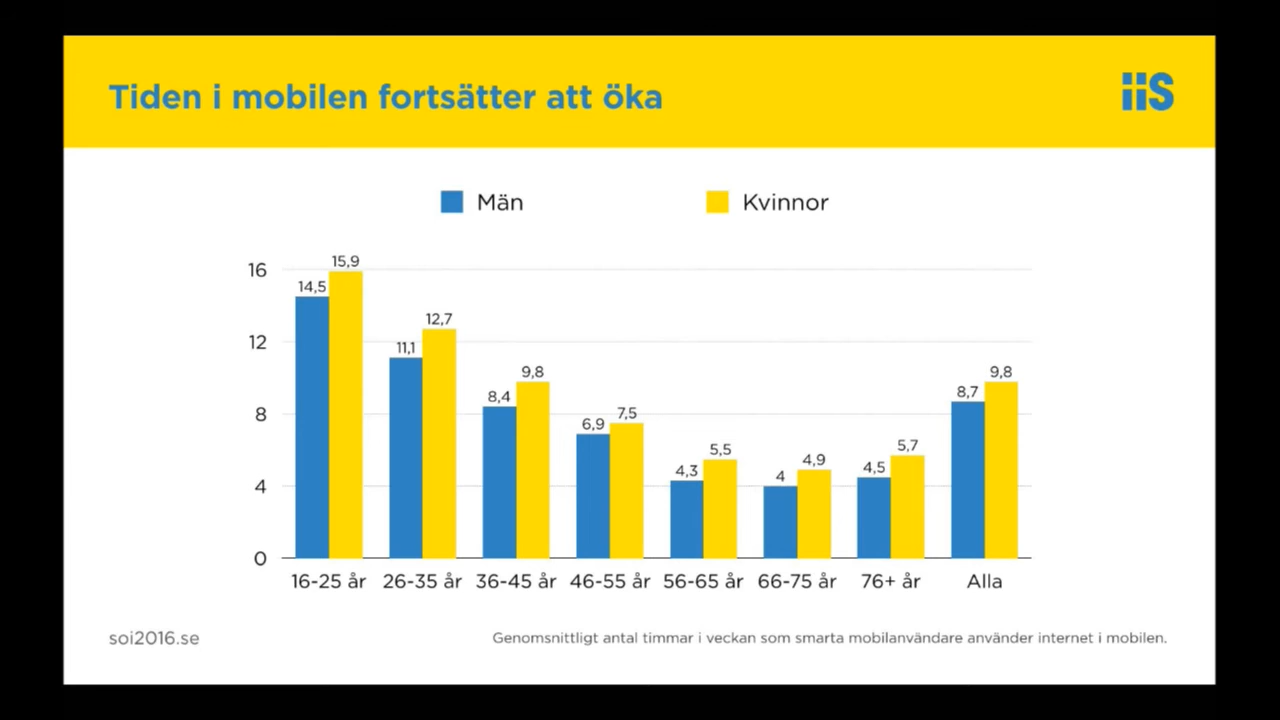 Tiden i mobilen fortsätter att öka
iis
Män
Kvinnor
16
12
8
4
0
14,5
15,9
11,1
12,7
8,4
9,8
6,9
7,5
4,3
5,5
4
4,9
4,5
5,7
8,7
9,8
16-25 år
26-35 år
36-45 år
46-55 år
56-65 år
66-75 år
76+ år
Alla
soi2016.se
Genomsnittligt antal timmar i veckan som smarta mobilanvändare använder internet i mobilen.